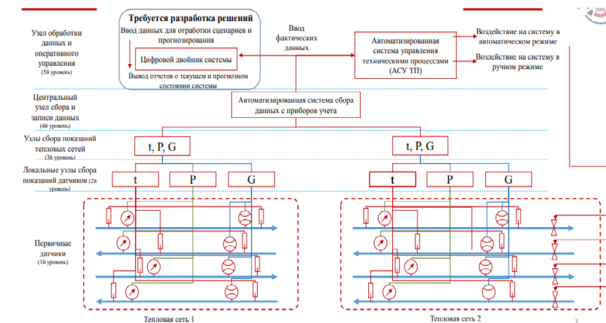 Требуется разработка решений
Ввод данных для отработки сценариев и
прогнозирования
Цифровой двойник системы
Вывод отчетов о текущем и прогнозном
состоянии системы
Ввод
фактических
данных
Автоматизированная
система управления
техническими процессами
(АСУ ТП)
Воздействие на систему в
автоматическом режиме
Воздействие на систему в
ручном режиме
Узел обработки
данных и
оперативного
управления
(5й уровень)
Центральный
узел сбора и
записи данных
(4й уровень)
Автоматизированная система сбора
данных с приборов учета
Узлы сбора показаний
тепловых сетей
(3й уровень)
t, P, G
t, P, G
Локальные узлы сбора
показаний датчиков (2й
уровень)
t
P
G
t
P
G
Первичные
датчики
(1й уровень)
Тепловая сеть 1
Тепловая сеть 2
3